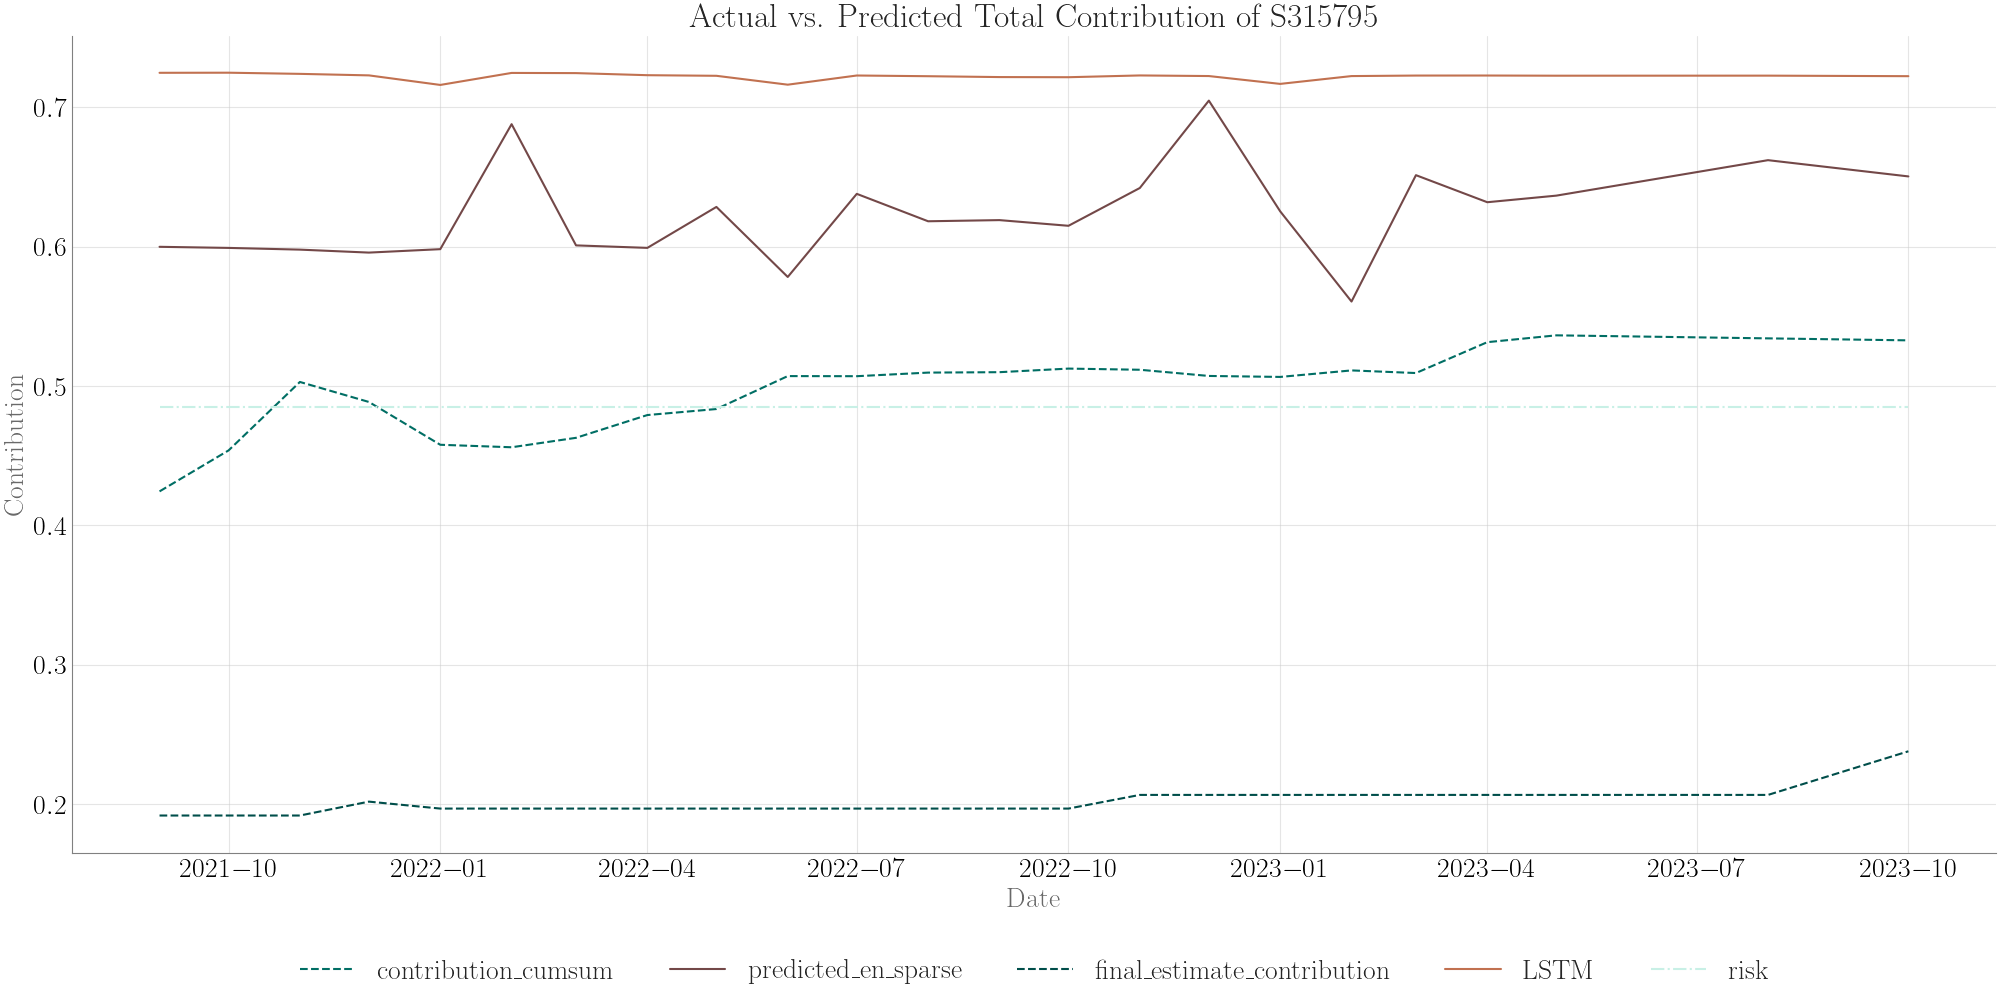 Actual vs. Predicted Total Contribution of S315795
Contribution
0.7
0.6
0.5
0.4
0.3
0.2
2021−10 2022−01 2022−04 2022−07 2022−10 2023−01 2023−04 2023−07 2023−10
Date
contribution_cumsum predicted_en_sparse final_estimate_contribution LSTM risk